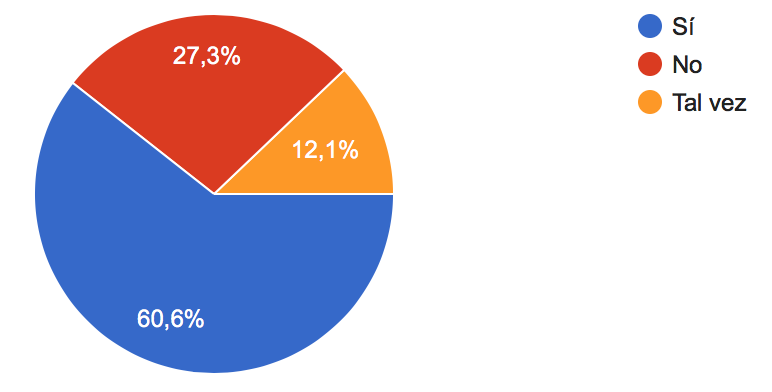 Sí
No
Tal vez
27,3%
12,1%
60,6%